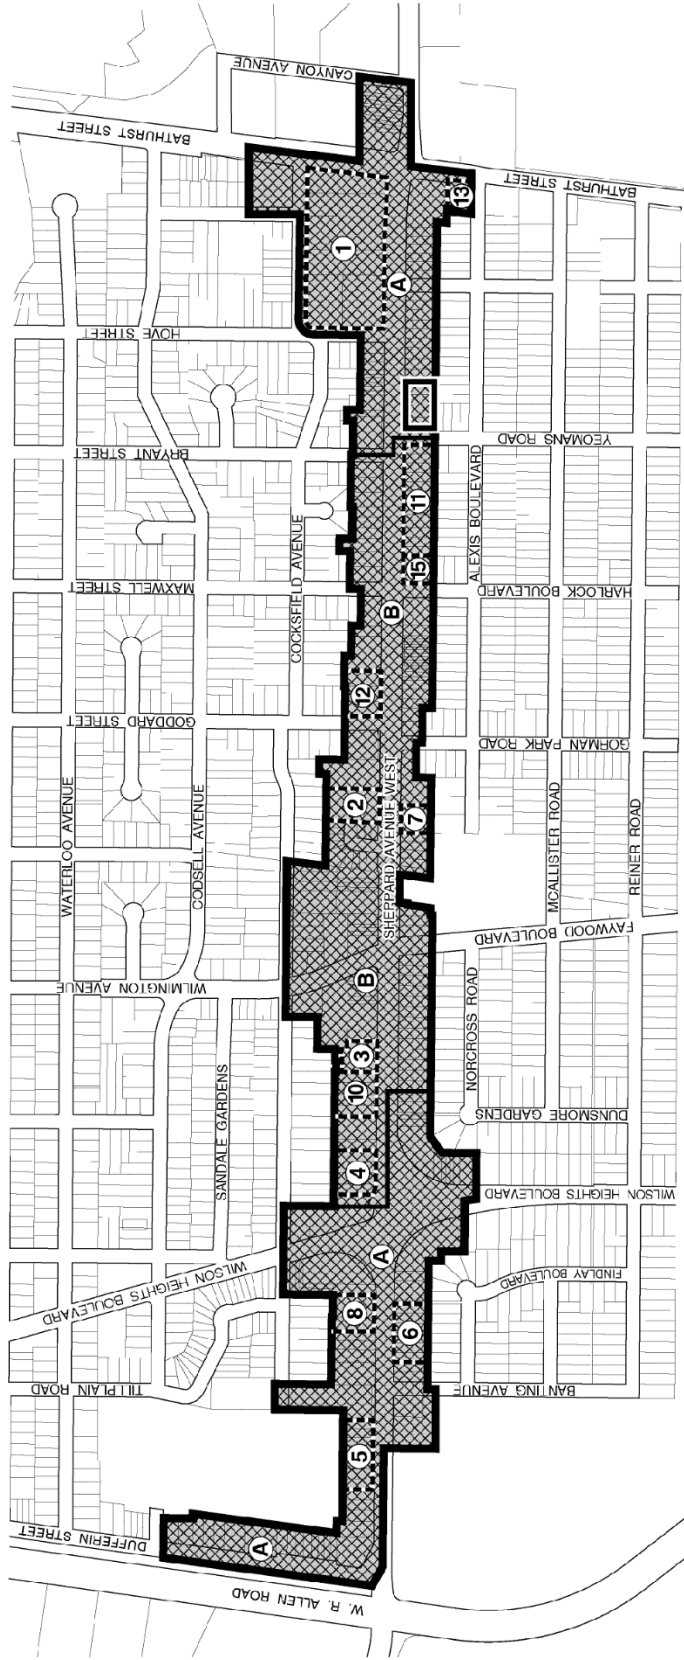 CANYON AVENUE
BATHURST STREET
BATHURST STREET
13
1
A
HOVE STREET
YEOMANS ROAD
BRYANT STREET
11
ALEXIS BOULEVARD
15
COCKSFIELD AVENUE
MAXWELL STREET
HARLOCK BOULEVARD
B
12
GODDARD STREET
GORMAN PARK ROAD
2
7
SHEPPARD AVENUE WEST
WATERLOO AVENUE
CODSELL AVENUE
MCALLISTER ROAD
REINER ROAD
FAYWOOD BOULEVARD
WILMINGTON AVENUE
B
NORCROSS ROAD
3
10
SANDALE GARDENS
DUNSMORE GARDENS
4
WILSON HEIGHTS BOULEVARD
A
WILSON HEIGHTS BOULEVARD
FINDLAY BOULEVARD
8
6
TILLPLAIN ROAD
BANTING AVENUE
5
DUFFERIN STREET
A
W. R. ALLEN ROAD